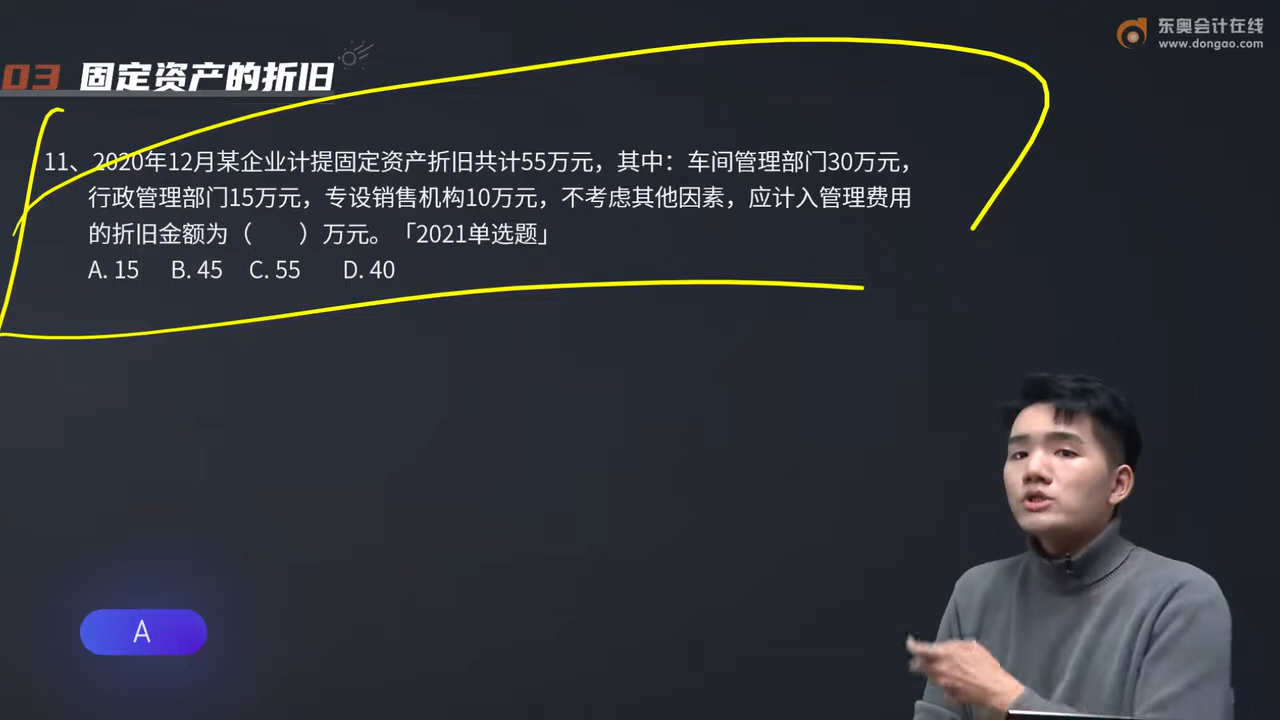 东奥会计在线
www.dongao.com
03 固定资产的折旧
11、2020年12月某企业计提固定资产折旧共计55万元，其中：车间管理部门30万元，
行政管理部门15万元，专设销售机构10万元，不考虑其他因素，应计入管理费用
的折旧金额为（　　）万元。「2021单选题」
A. 15 B. 45 C. 55 D. 40
A